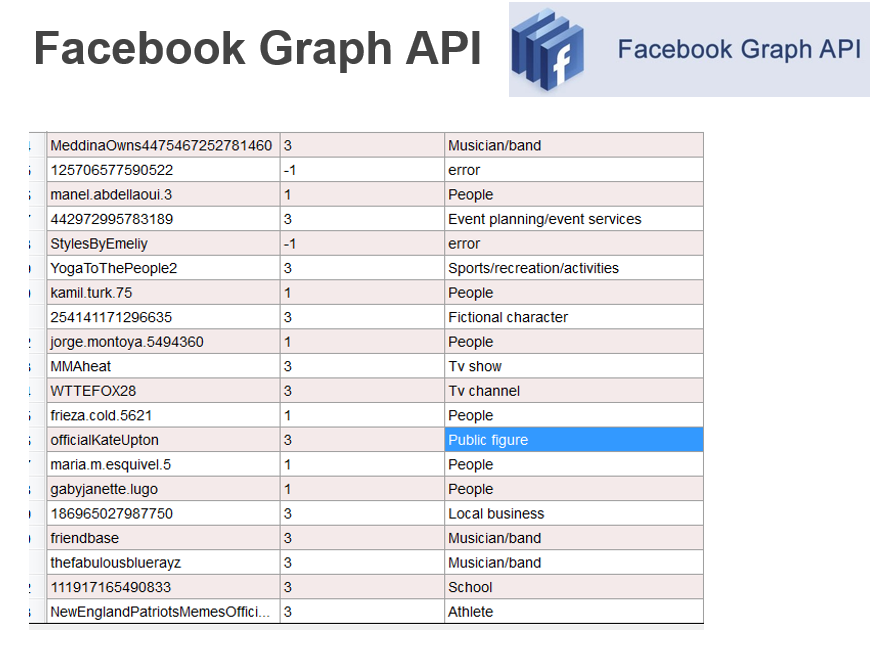 Facebook Graph API
f Facebook Graph API
MeddinaOwns4475467252781460 3 Musician/band
125706577590522 -1 error
manel.abdellaoui.3 1 People
442972995783189 3 Event planning/event services
StylesByEmeliy -1 error
YogaToThePeople2 3 Sports/recreation/activities
kamil.turk.75 1 People
254141171296635 3 Fictional character
jorge.montoya.5494360 1 People
MMAheat 3 Tv show
WTTEFOX28 3 Tv channel
frieza.cold.5621 1 People
officialKateUpton 3 Public figure
maria.m.esquivel.5 1 People
gabyjanette.lugo 1 People
186965027987750 3 Local business
friendbase 3 Musician/band
thefabulousbluerayz 3 Musician/band
111917165490833 3 School
NewEnglandPatriotsMemesOffici... 3 Athlete